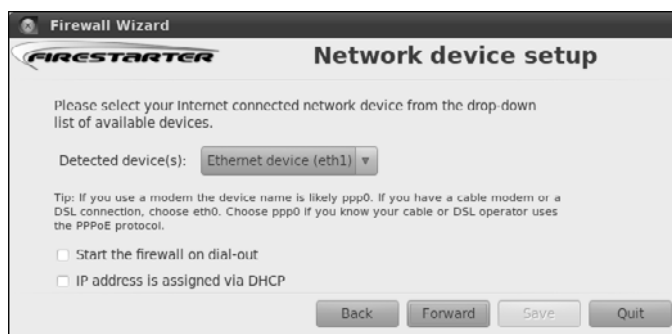 Firewall Wizard
FIRESTARTER
Network device setup
Please select your Internet connected network device from the drop-down
list of available devices.
Detected device(s): Ethernet device (eth1)
Tip: If you use a modem the device name is likely ppp0. If you have a cable modem or a
DSL connection, choose eth0. Choose ppp0 if you know your cable or DSL operator uses
the PPPoE protocol.
Start the firewall on dial-out
IP address is assigned via DHCP
Back Forward Save Quit